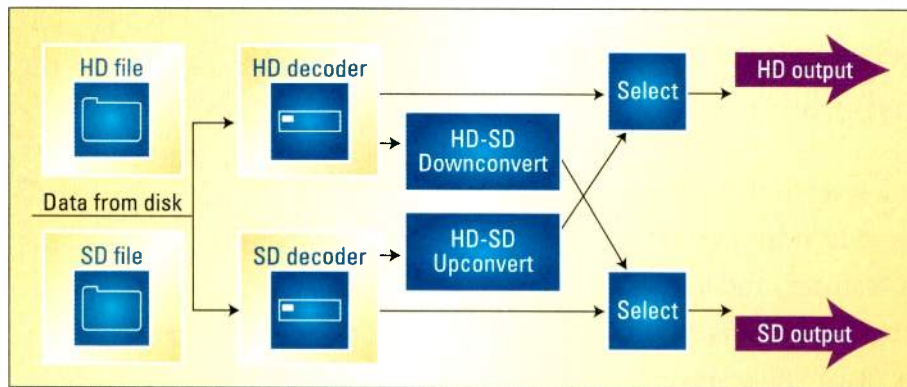 HD file
HD decoder
Select
HD output
HD-SD
Downconvert
Data from disk
SD file
SD decoder
HD-SD
Upconvert
Select
SD output